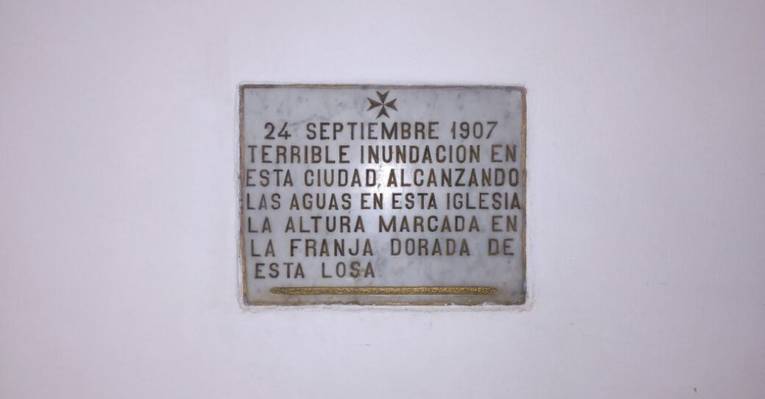 24 SEPTIEMBRE 1907
TERRIBLE INUNDACION EN
ESTA CIUDAD, ALCANZANDO
LAS AGUAS EN ESTA IGLESIA
LA ALTURA MARCADA EN
LA FRANJA DORADA DE
ESTA LOSA